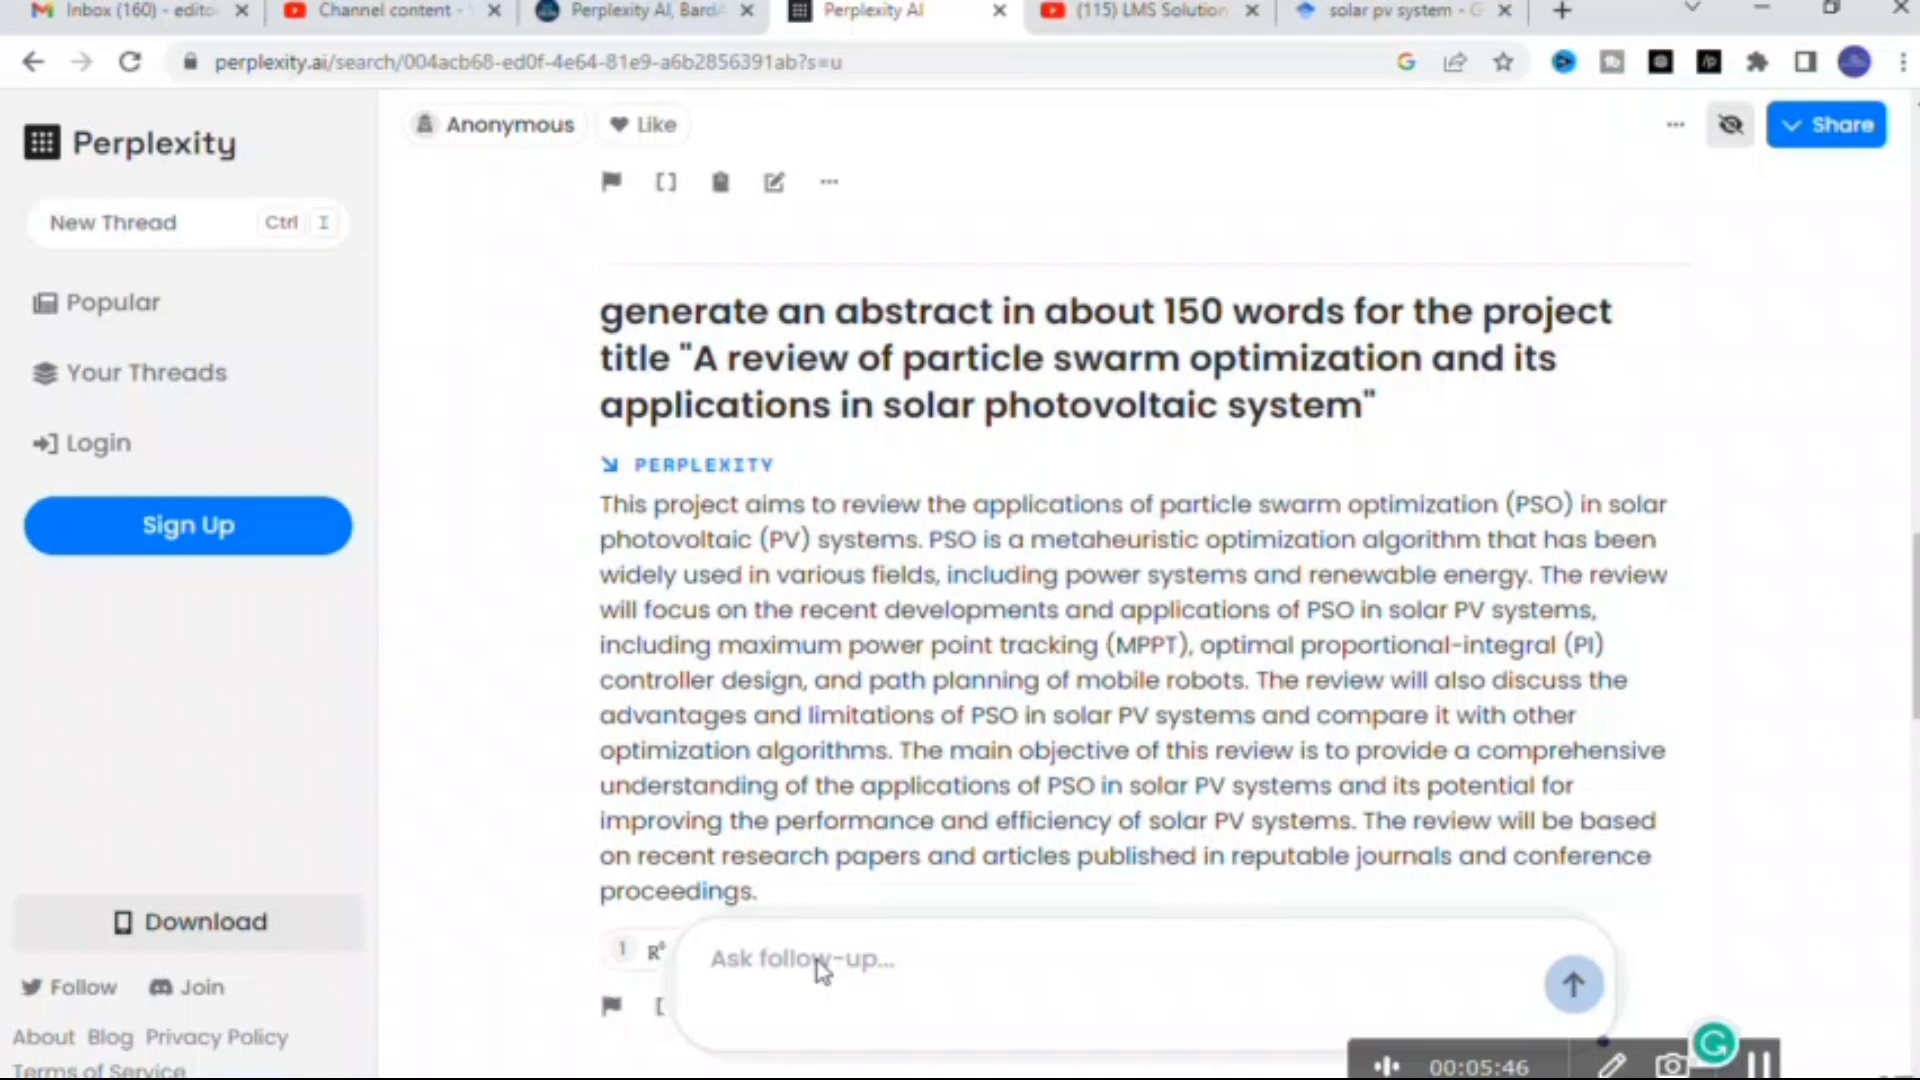 Inbox (160) - edito
Channel content -
Perplexity AI, Bard
Perplexity AI
(115) LMS Solution
solar pv system - G
perplexity.ai/search/004acb68-ed0f-4e64-81e9-a6b2856391ab?s=u
Perplexity
Anonymous
Like
Share
New Thread
Ctrl I
Popular
Your Threads
Login
Sign Up
generate an abstract in about 150 words for the project
title "A review of particle swarm optimization and its
applications in solar photovoltaic system"
PERPLEXITY
This project aims to review the applications of particle swarm optimization (PSO) in solar
photovoltaic (PV) systems. PSO is a metaheuristic optimization algorithm that has been
widely used in various fields, including power systems and renewable energy. The review
will focus on the recent developments and applications of PSO in solar PV systems,
including maximum power point tracking (MPPT), optimal proportional-integral (PI)
controller design, and path planning of mobile robots. The review will also discuss the
advantages and limitations of PSO in solar PV systems and compare it with other
optimization algorithms. The main objective of this review is to provide a comprehensive
understanding of the applications of PSO in solar PV systems and its potential for
improving the performance and efficiency of solar PV systems. The review will be based
on recent research papers and articles published in reputable journals and conference
proceedings.
1
Ask follow-up...
Download
Follow
Join
About Blog Privacy Policy
Terms of Service
00:05:46